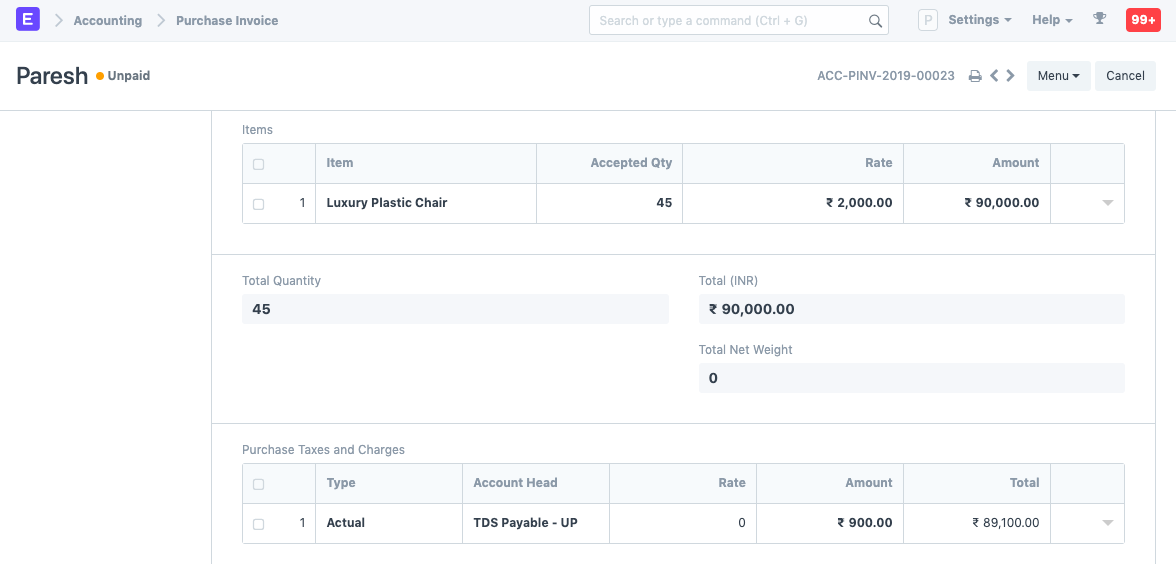 E Accounting Purchase Invoice Search or type a command (Ctrl + G) P Settings Help 99+
Paresh Unpaid ACC-PINV-2019-00023 Menu Cancel
Items
Item Accepted Qty Rate Amount
1 Luxury Plastic Chair 45 ₹ 2,000.00 ₹ 90,000.00
Total Quantity Total (INR)
45 ₹ 90,000.00
Total Net Weight
0
Purchase Taxes and Charges
Type Account Head Rate Amount Total
1 Actual TDS Payable - UP 0 ₹ 900.00 ₹ 89,100.00